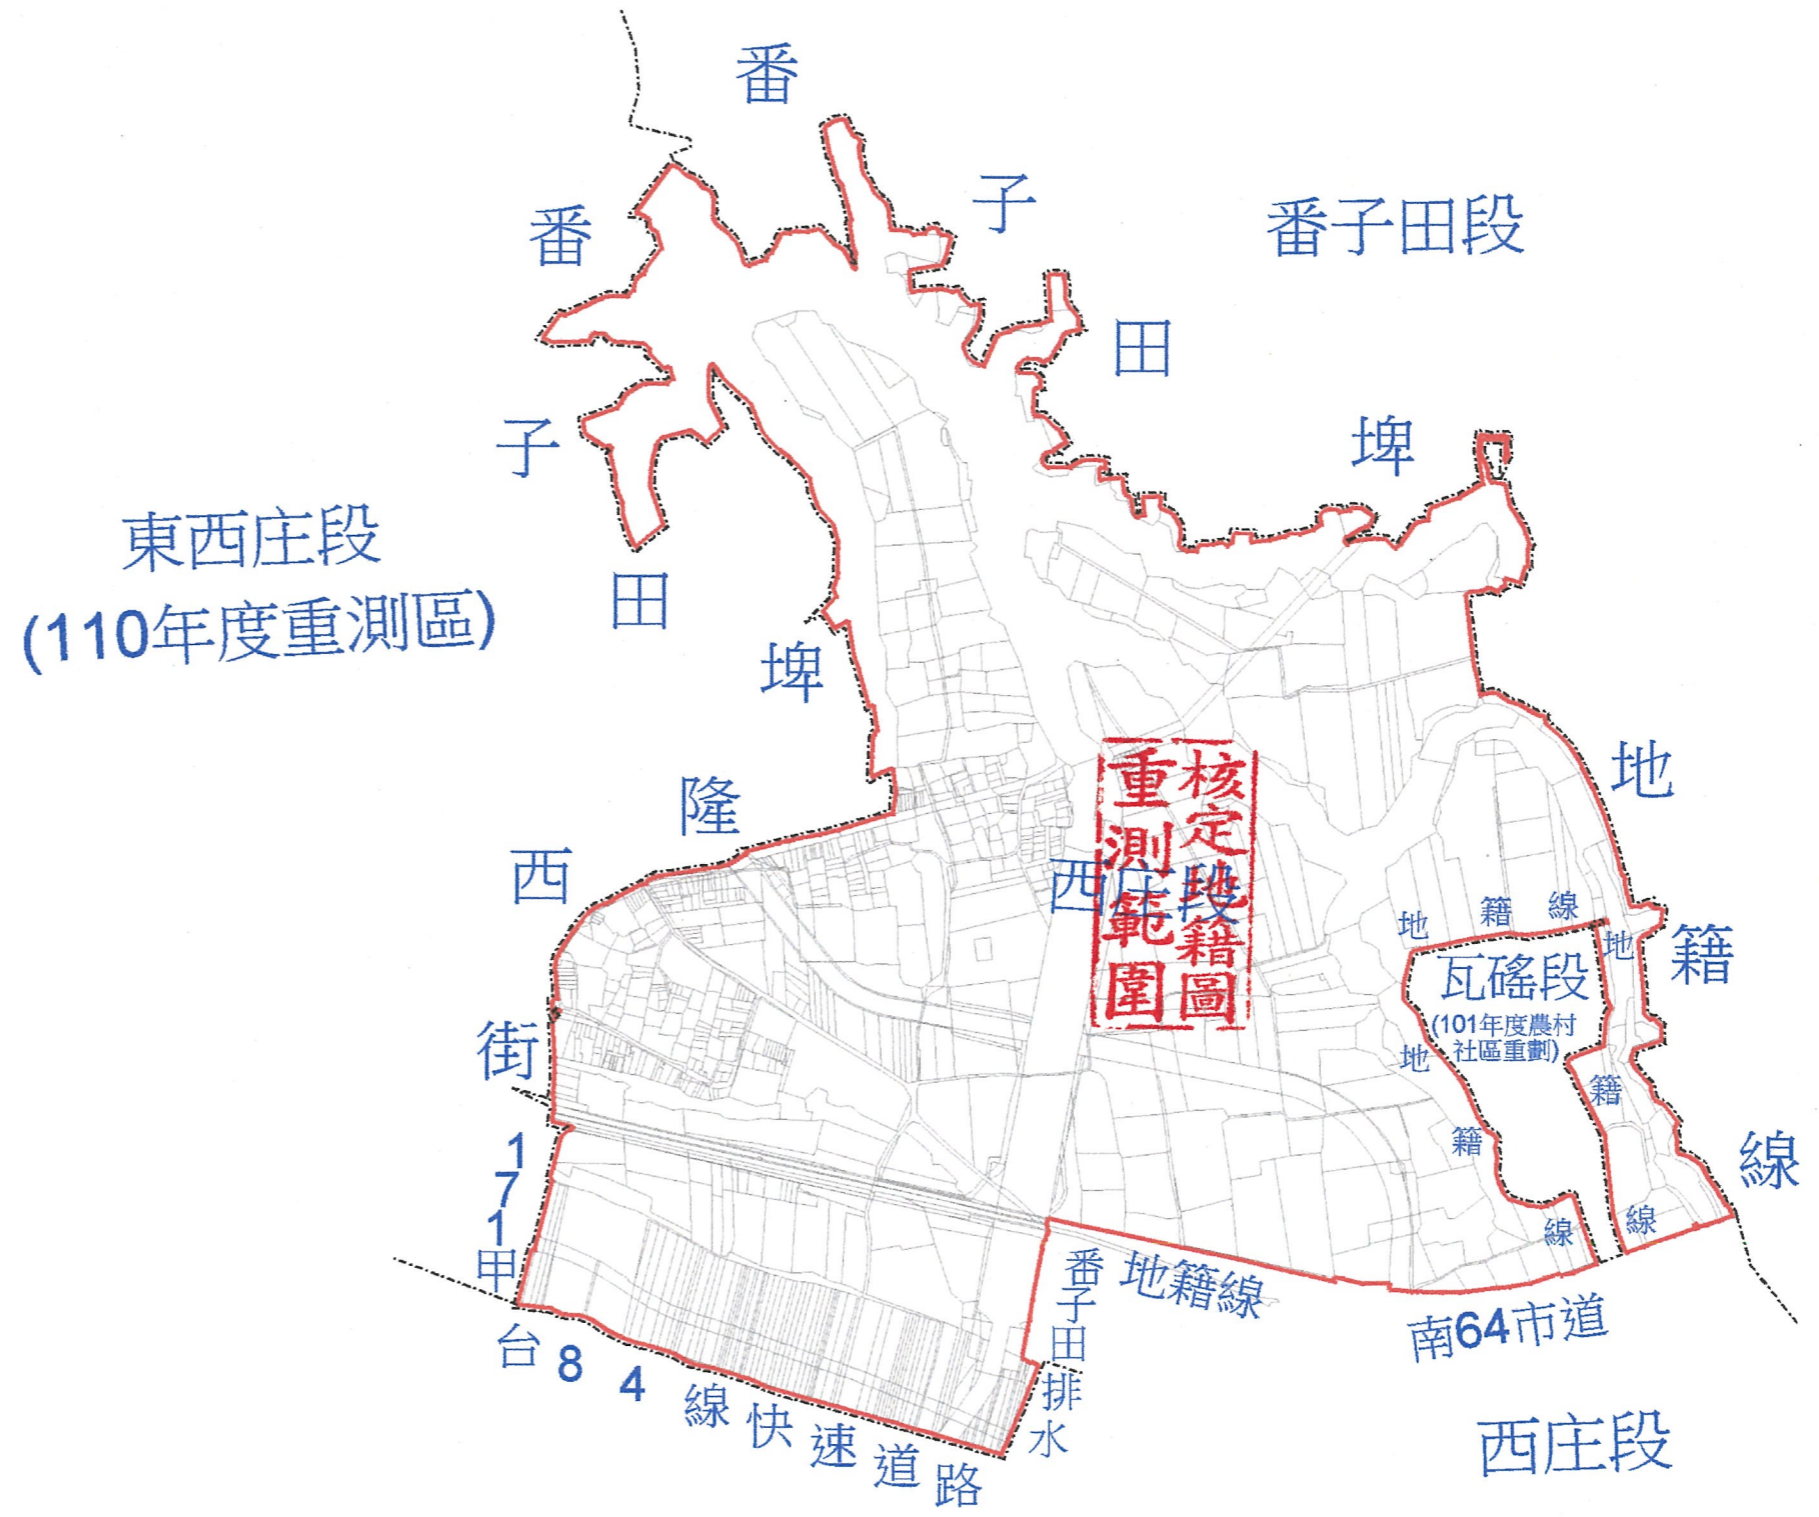 番子田埤
番子田段
番子田埤
東西庄段
(110年度重測區)
西隆街
核定地籍圖
重測範圍
西庄段
地籍線
地籍線
瓦磘段
(101年度農村
社區重劃)
地籍線
地籍線
171甲
台84線快速道路
番子田排水
地籍線
南64市道
西庄段